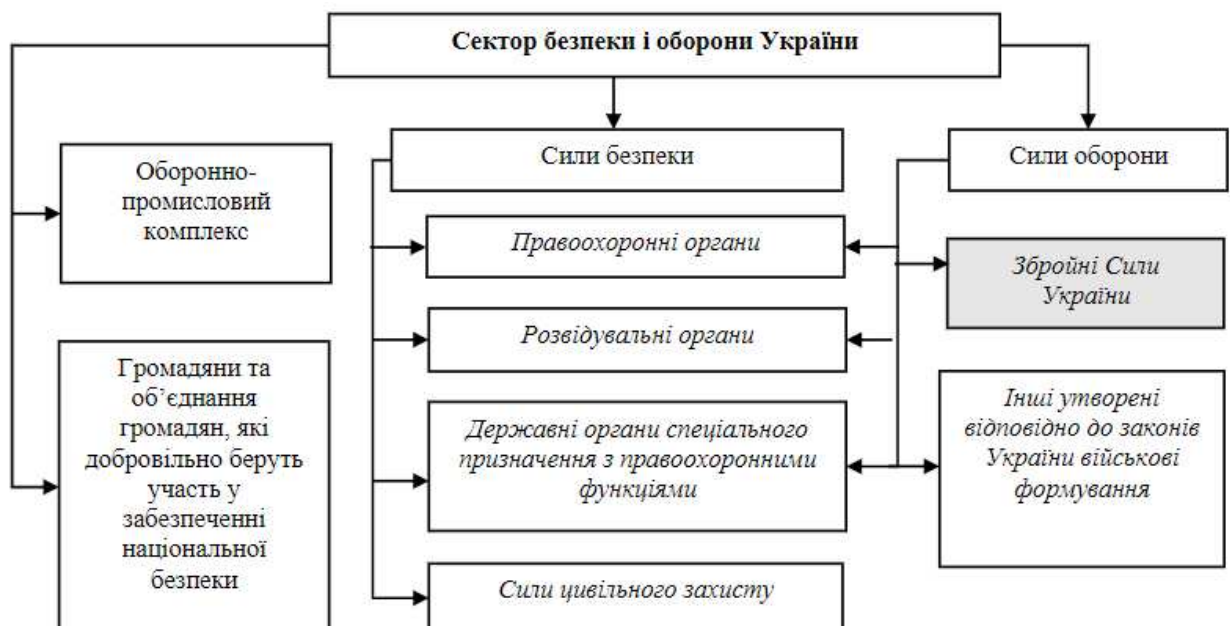 Сектор безпеки і оборони України
Оборонно-
промисловий
комплекс
Громадяни та
об’єднання
громадян, які
добровільно беруть
участь у
забезпеченні
національної
безпеки
Сили безпеки
Правоохоронні органи
Розвідувальні органи
Державні органи спеціального
призначення з правоохоронними
функціями
Сили цивільного захисту
Сили оборони
Збройні Сили
України
Інші утворені
відповідно до законів
України військові
формування